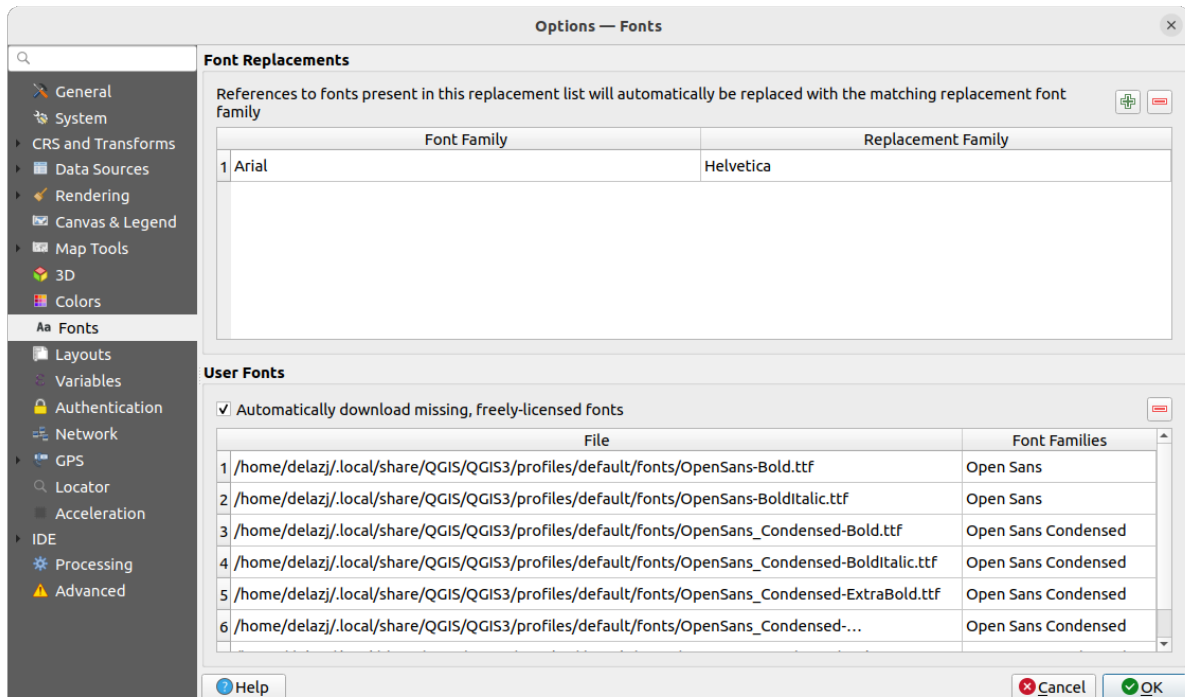 Options — Fonts
General
System
CRS and Transforms
Data Sources
Rendering
Canvas & Legend
Map Tools
3D
Colors
Aa Fonts
Layouts
Variables
Authentication
Network
GPS
Locator
Acceleration
IDE
Processing
Advanced
Font Replacements
References to fonts present in this replacement list will automatically be replaced with the matching replacement font
family
Font Family Replacement Family
1 Arial Helvetica
User Fonts
Automatically download missing, freely-licensed fonts
File Font Families
1 /home/delazj/.local/share/QGIS/QGIS3/profiles/default/fonts/OpenSans-Bold.ttf Open Sans
2 /home/delazj/.local/share/QGIS/QGIS3/profiles/default/fonts/OpenSans-BoldItalic.ttf Open Sans
3 /home/delazj/.local/share/QGIS/QGIS3/profiles/default/fonts/OpenSans_Condensed-Bold.ttf Open Sans Condensed
4 /home/delazj/.local/share/QGIS/QGIS3/profiles/default/fonts/OpenSans_Condensed-BoldItalic.ttf Open Sans Condensed
5 /home/delazj/.local/share/QGIS/QGIS3/profiles/default/fonts/OpenSans_Condensed-ExtraBold.ttf Open Sans Condensed
6 /home/delazj/.local/share/QGIS/QGIS3/profiles/default/fonts/OpenSans_Condensed-... Open Sans Condensed
Help
Cancel
OK